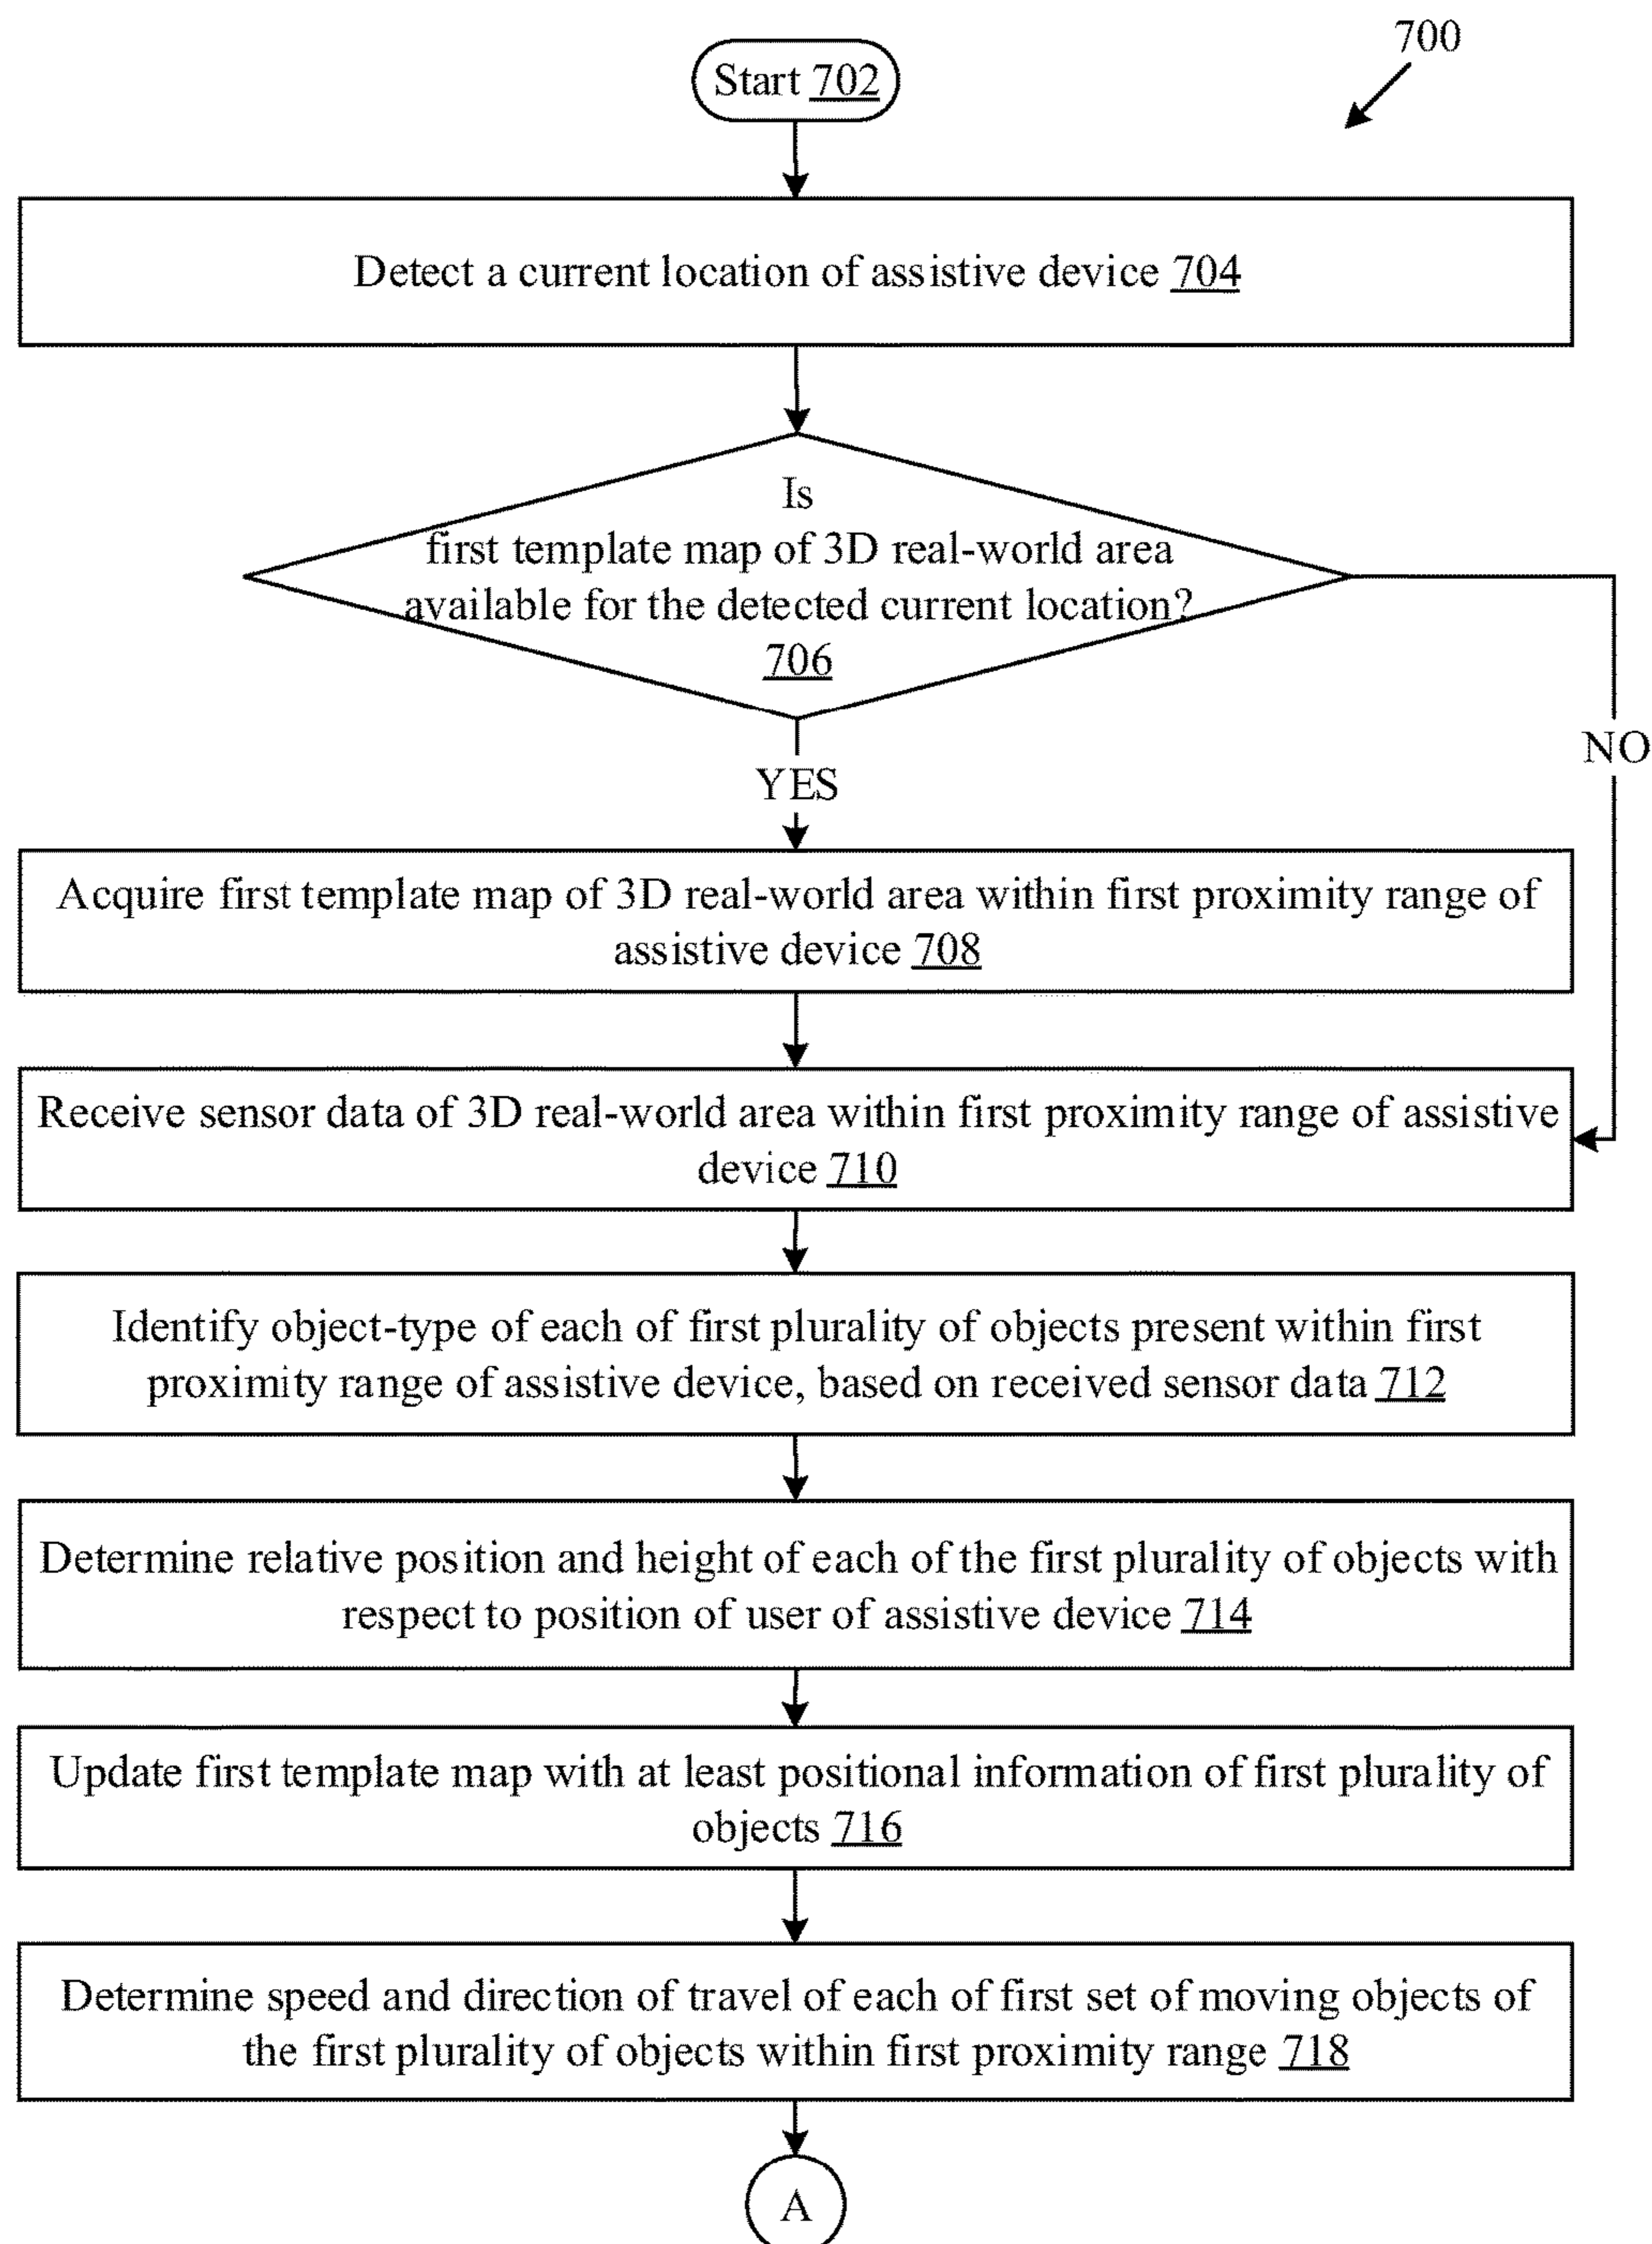 700
Start 702
Detect a current location of assistive device 704
Is
first template map of 3D real-world area
available for the detected current location?
706
NO
YES
Acquire first template map of 3D real-world area within first proximity range of
assistive device 708
Receive sensor data of 3D real-world area within first proximity range of assistive
device 710
Identify object-type of each of first plurality of objects present within first
proximity range of assistive device, based on received sensor data 712
Determine relative position and height of each of the first plurality of objects with
respect to position of user of assistive device 714
Update first template map with at least positional information of first plurality of
objects 716
Determine speed and direction of travel of each of first set of moving objects of
the first plurality of objects within first proximity range 718
A